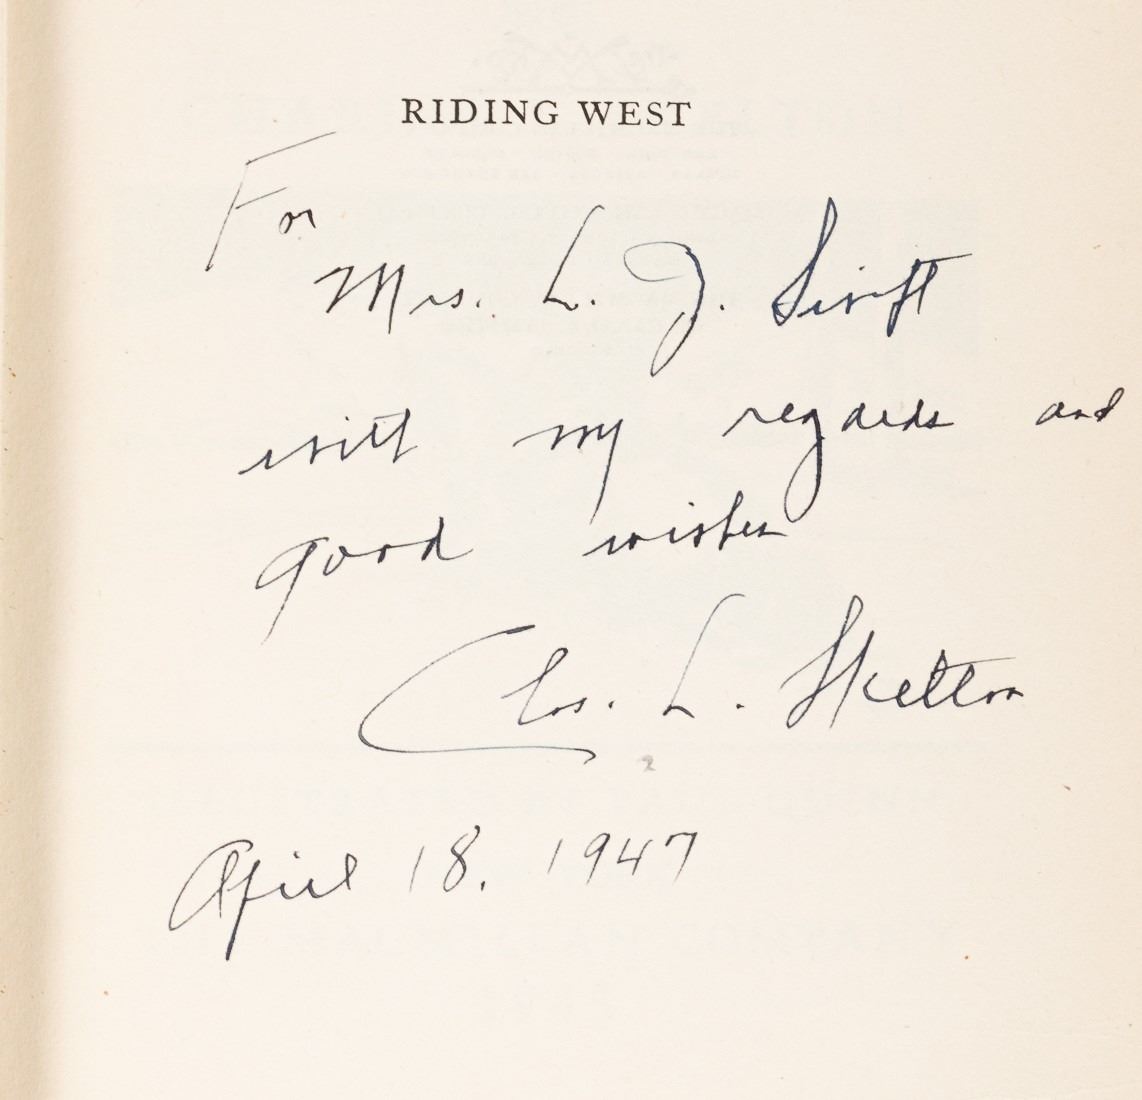 RIDING WEST
For
Mrs. L. J. Swift
with my regards and
good wishes
Chas. L. Skelton
April 18, 1947